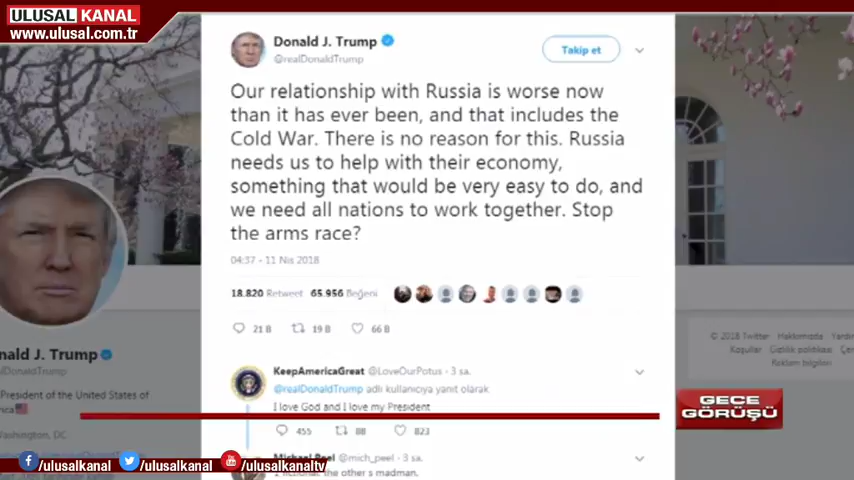 ULUSAL KANAL
www.ulusal.com.tr
Donald J. Trump
@realDonaldTrump
Takip et
Our relationship with Russia is worse now
than it has ever been, and that includes the
Cold War. There is no reason for this. Russia
needs us to help with their economy,
something that would be very easy to do, and
we need all nations to work together. Stop
the arms race?
04:37 - 11 Nis 2018
18.820 Retweet 65.956 Beğeni
21 B 19 B 66 B
KeepAmericaGreat @LoveOurPotus - 3 sa.
@realDonaldTrump adlı kullanıcıya yanıt olarak
I love God and I love my President
455 88 823
Michael Peel @mich_peel - 3 sa.
the other s madman.
nald J. Trump
President of the United States of
ica
Washington, DC
© 2018 Twitter Hakkımızda Yardı
Koşullar Gizlilik politikası Çere
Reklam bilgileri
GECE
GÖRÜŞÜ
/ulusalkanal /ulusalkanal /ulusalkanaltv